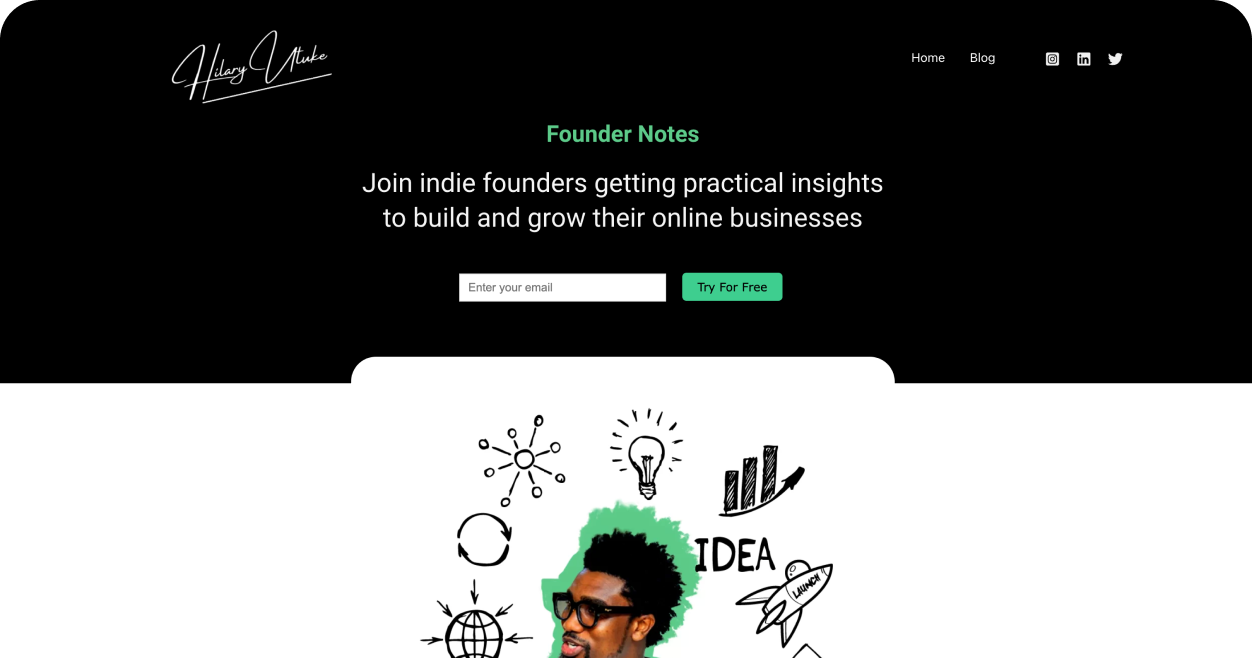 Hilary Utuke
Home Blog
Founder Notes
Join indie founders getting practical insights
to build and grow their online businesses
Enter your email Try For Free
IDEA
LAUNCH